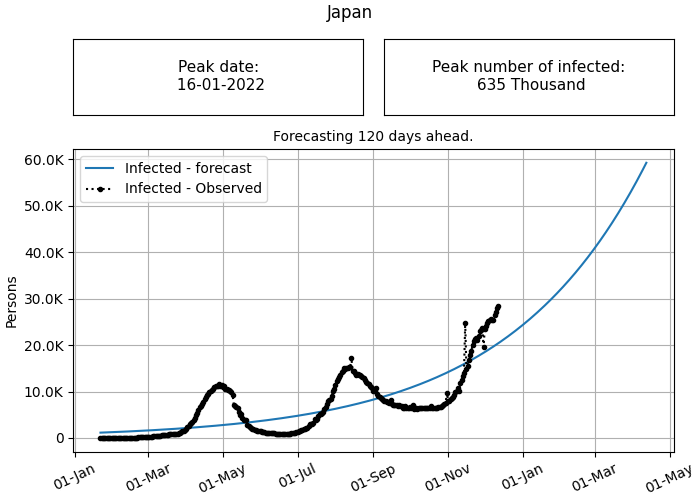 Japan
Peak date:
16-01-2022
Peak number of infected:
635 Thousand
Forecasting 120 days ahead.
Infected - forecast
Infected - Observed
60.0K
50.0K
40.0K
30.0K
20.0K
10.0K
0
Persons
01-Jan
01-Mar
01-May
01-Jul
01-Sep
01-Nov
01-Jan
01-Mar
01-May